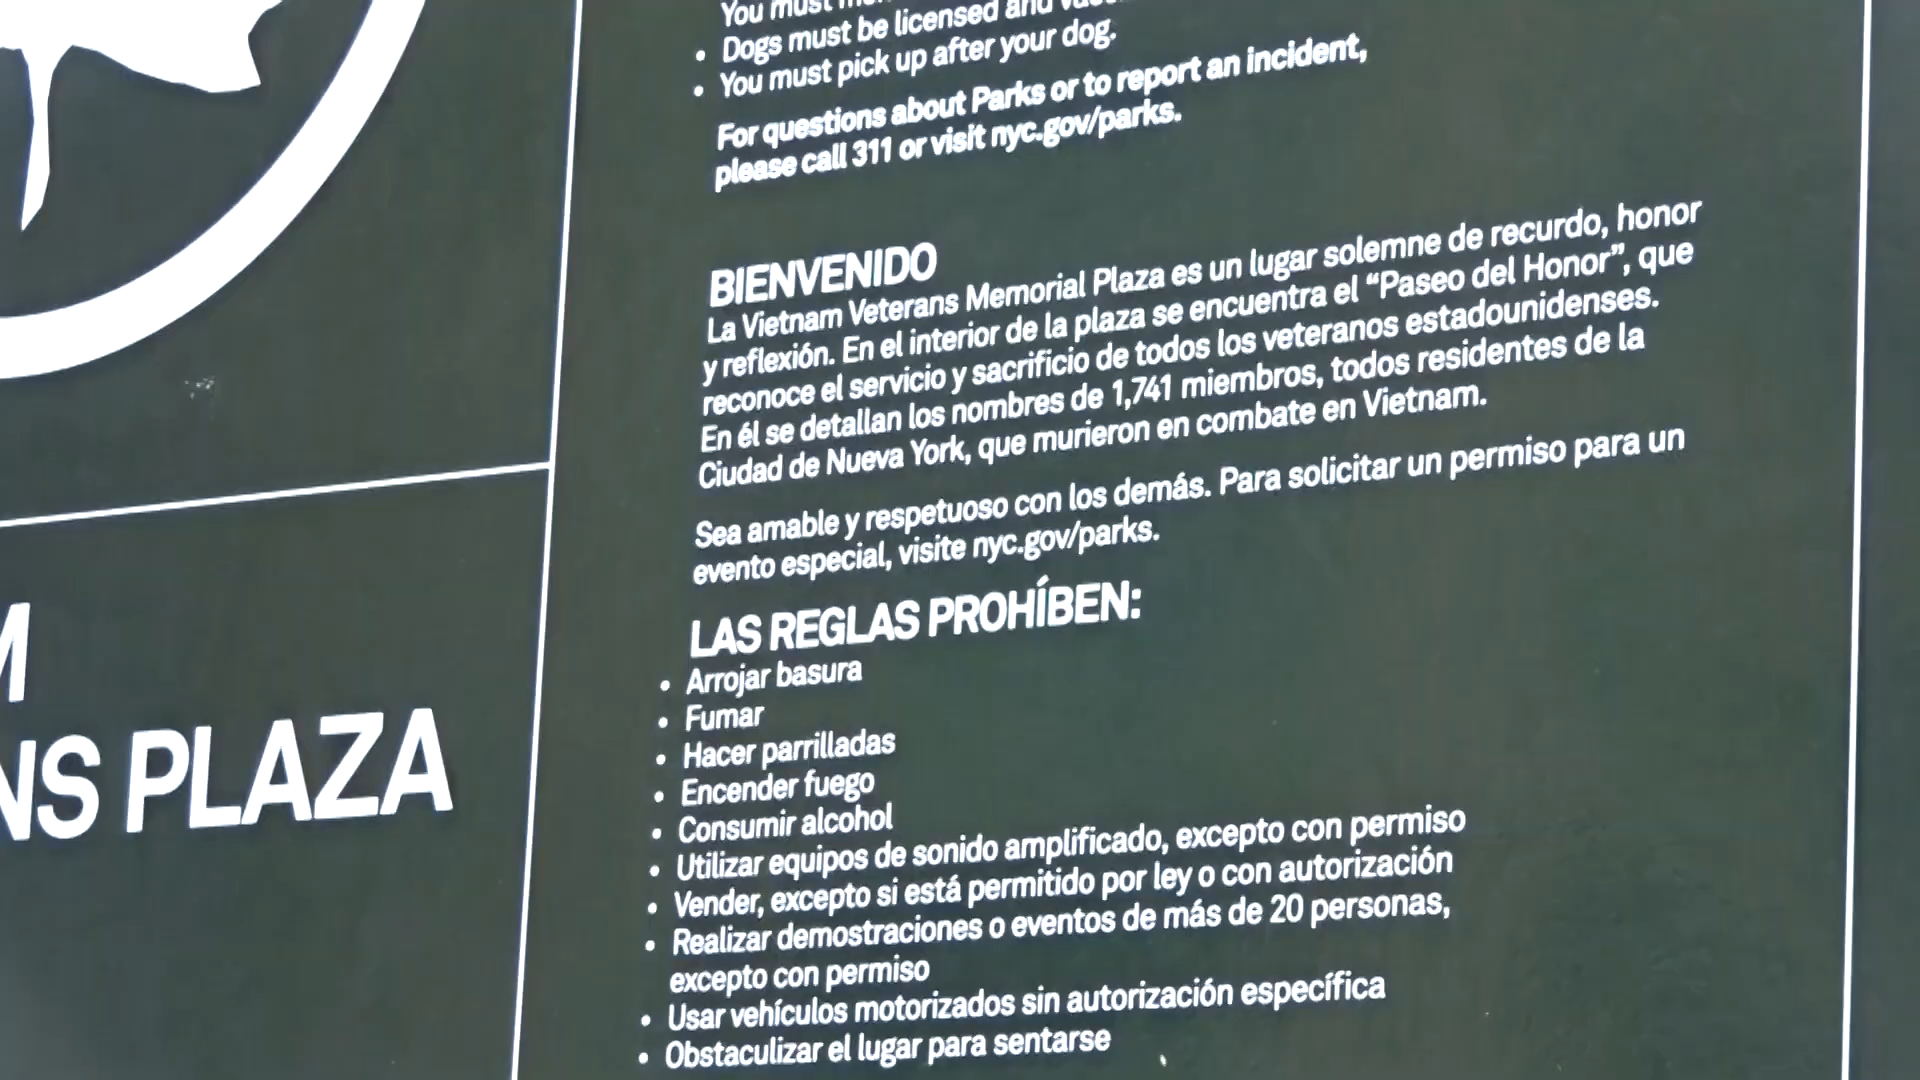 You must
Dogs must be licensed and
• You must pick up after your dog.
For questions about Parks or to report an incident,
please call 311 or visit nyc.gov/parks.
BIENVENIDO
La Vietnam Veterans Memorial Plaza es un lugar solemne de recurdo, honor
y reflexión. En el interior de la plaza se encuentra el “Paseo del Honor”, que
reconoce el servicio y sacrificio de todos los veteranos estadounidenses.
En él se detallan los nombres de 1,741 miembros, todos residentes de la
Ciudad de Nueva York, que murieron en combate en Vietnam.
Sea amable y respetuoso con los demás. Para solicitar un permiso para un
evento especial, visite nyc.gov/parks.
LAS REGLAS PROHÍBEN:
• Arrojar basura
• Fumar
• Hacer parrilladas
• Encender fuego
• Consumir alcohol
• Utilizar equipos de sonido amplificado, excepto con permiso
• Vender, excepto si está permitido por ley o con autorización
• Realizar demostraciones o eventos de más de 20 personas,
excepto con permiso
• Usar vehículos motorizados sin autorización específica
• Obstaculizar el lugar para sentarse
M
NS PLAZA